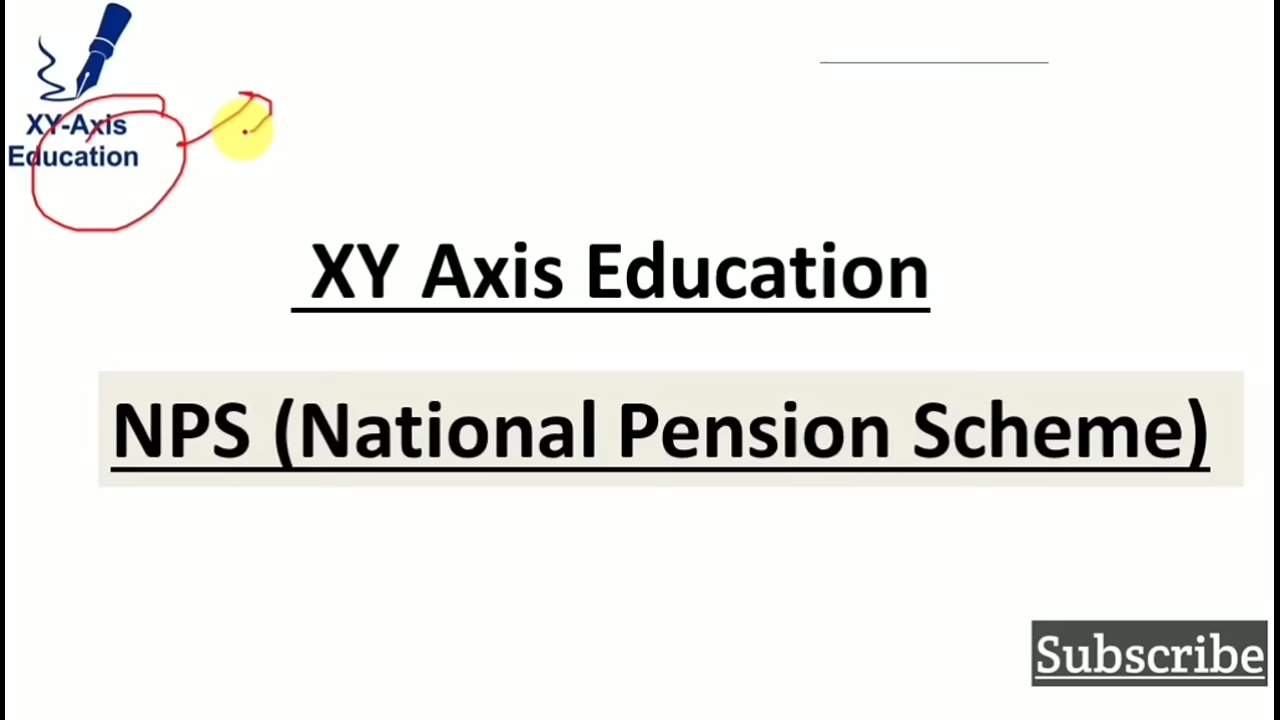 XY-Axis
Education
XY Axis Education
NPS (National Pension Scheme)
Subscribe